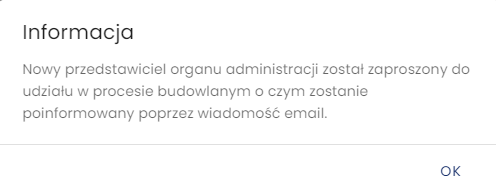 Informacja
Nowy przedstawiciel organu administracji został zaproszony do
udziału w procesie budowlanym o czym zostanie
poinformowany poprzez wiadomość email.
OK